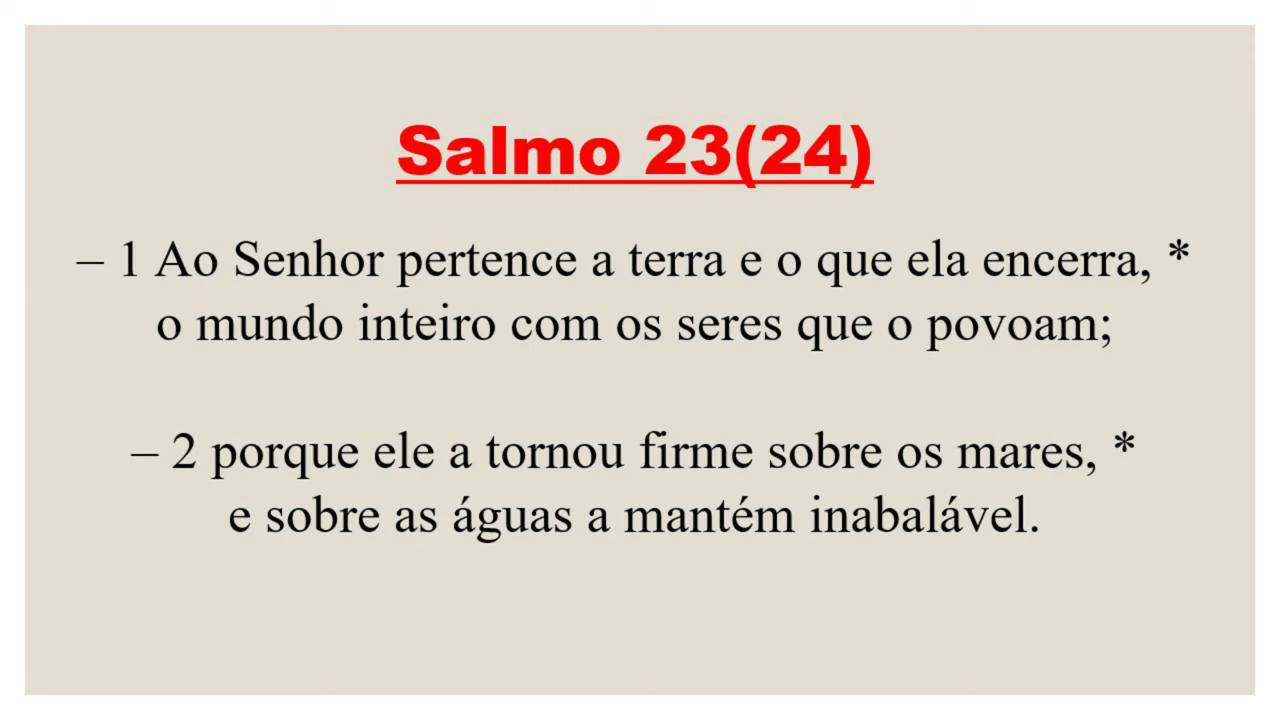 Salmo 23(24)
– 1 Ao Senhor pertence a terra e o que ela encerra, *
o mundo inteiro com os seres que o povoam;
– 2 porque ele a tornou firme sobre os mares, *
e sobre as águas a mantém inabalável.